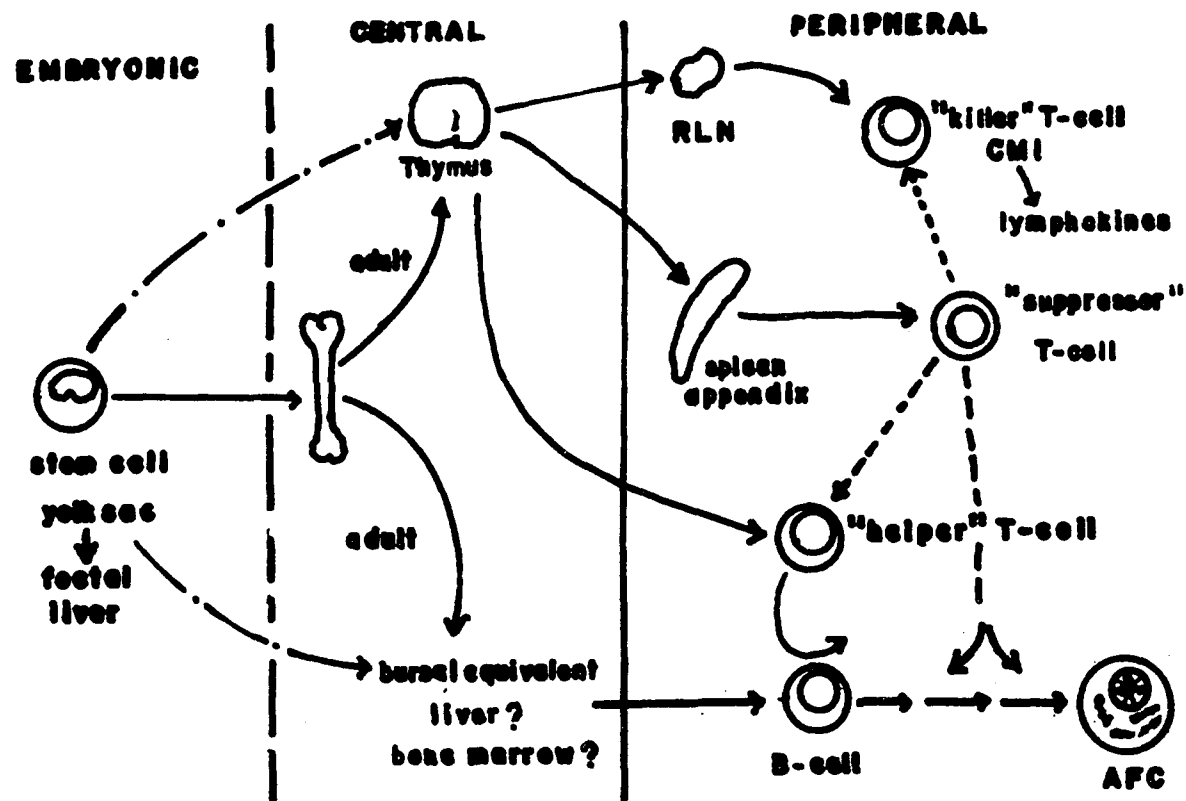 EMBRYONIC
CENTRAL
PERIPHERAL
Thymus
RLN
"killer" T-cell
CMI
lymphokines
adult
"suppressor"
T-cell
spleen
appendix
stem cell
yolk sac
foetal
liver
adult
"helper" T-cell
bursal equivalent
liver?
bone marrow?
B-cell
AFC